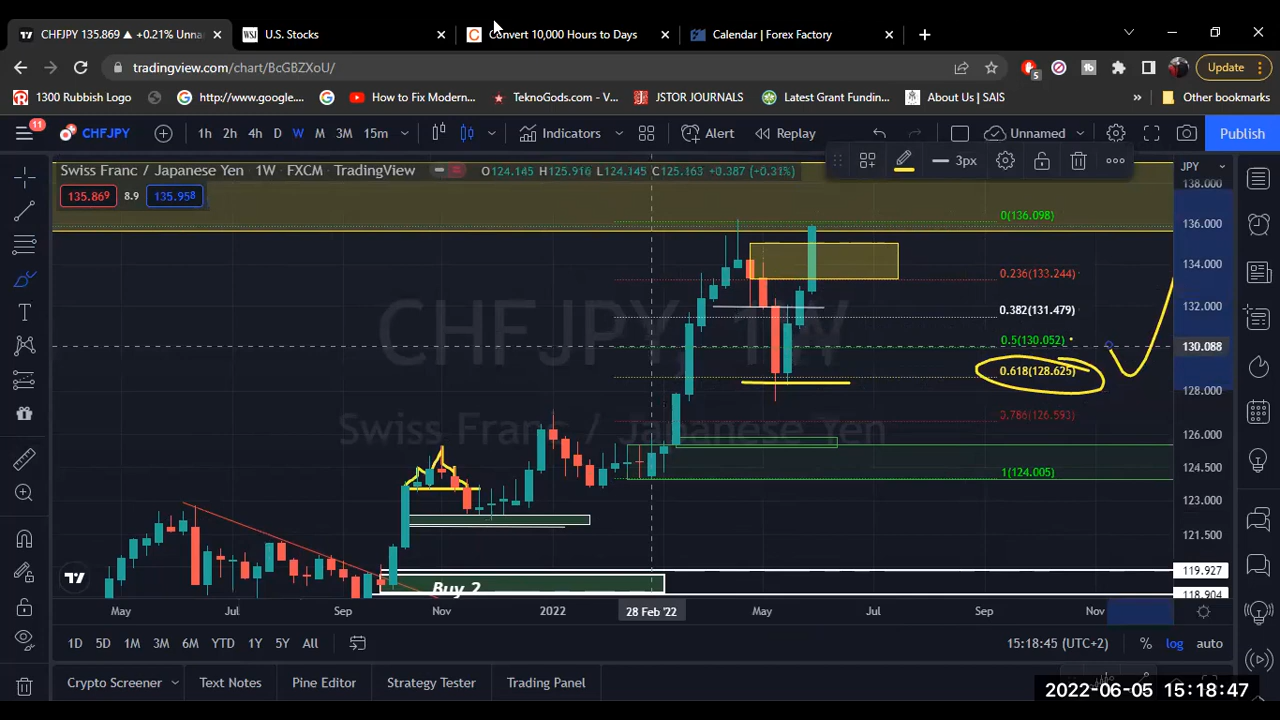 CHFJPY 135.869 ▲ +0.21% Unna
U.S. Stocks
Convert 10,000 Hours to Days
Calendar | Forex Factory
tradingview.com/chart/BcGBZXoU/
5
Update
1300 Rubbish Logo
http://www.google....
How to Fix Modern...
TeknoGods.com - V...
JSTOR JOURNALS
Latest Grant Fundin...
About Us | SAIS
»
Other bookmarks
11
CHFJPY
1h 2h 4h D W M 3M 15m
Indicators
Alert
Replay
Unnamed
Publish
Swiss Franc / Japanese Yen 1W · FXCM · TradingView
O124.145 H125.916 L124.145 C125.163 +0.387 (+0.31%)
3px
JPY
135.869 8.9 135.958
138.000
136.000
134.000
132.000
130.088
128.000
126.000
124.500
123.000
121.500
119.927
118.904
0(136.098)
0.236(133.244)
0.382(131.479)
0.5(130.052)
0.618(128.625)
0.786(126.593)
1(124.005)
CHFJPY, 1W
Swiss Franc / Japanese Yen
Buy 2
May Jul Sep Nov 2022 28 Feb '22 May Jul Sep Nov
1D 5D 1M 3M 6M YTD 1Y 5Y All
15:18:45 (UTC+2) % log auto
Crypto Screener Text Notes Pine Editor Strategy Tester Trading Panel
2022-06-05 15:18:47